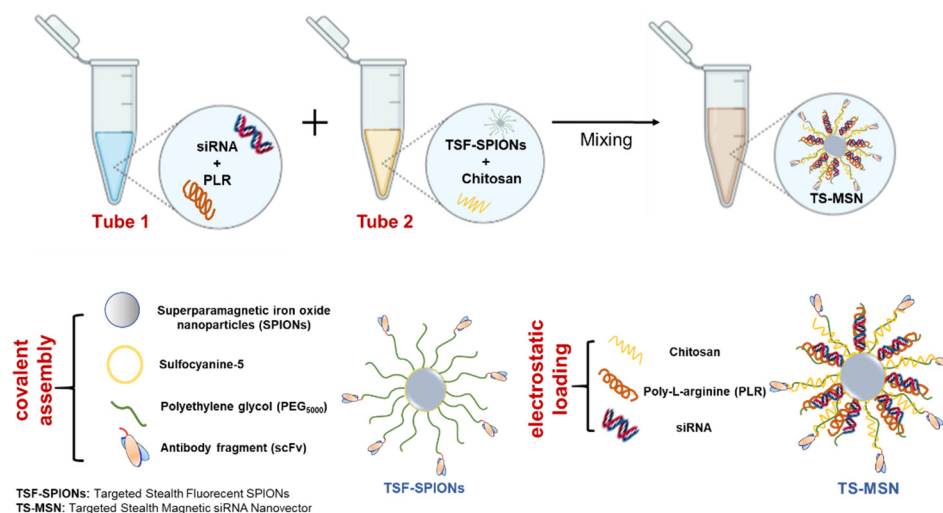 siRNA
+
PLR
Tube 1
+
TSF-SPIONs
+
Chitosan
Tube 2
Mixing
TS-MSN
covalent
assembly
Superparamagnetic iron oxide
nanoparticles (SPIONs)
Sulfocyanine-5
Polyethylene glycol (PEG5000)
Antibody fragment (scFv)
TSF-SPIONs
electrostatic
loading
Chitosan
Poly-L-arginine (PLR)
siRNA
TS-MSN
TSF-SPIONs: Targeted Stealth Fluorecent SPIONs
TS-MSN: Targeted Stealth Magnetic siRNA Nanovector